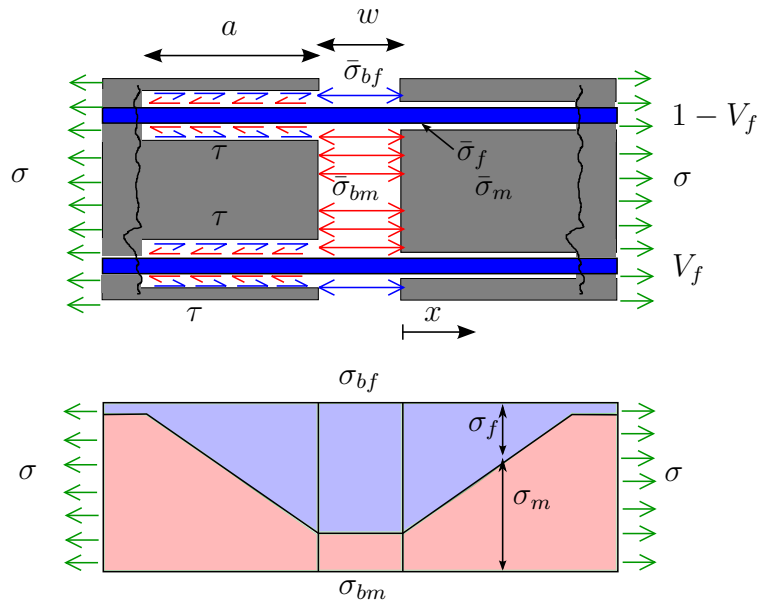 a w
σ̄_bf
1 − V_f
τ
σ̄_f
σ
σ̄_bm
σ̄_m
σ
τ
V_f
τ
x
σ_bf
σ_f
σ
σ
σ_m
σ_bm